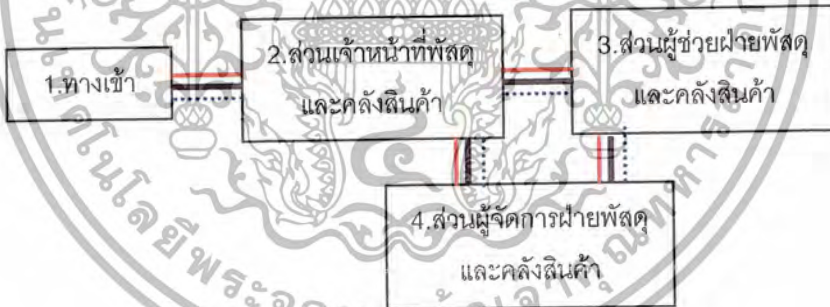 1.ทางเข้า
2.ส่วนเจ้าหน้าที่พัสดุ
และคลังสินค้า
3.ส่วนผู้ช่วยฝ่ายพัสดุ
และคลังสินค้า
4.ส่วนผู้จัดการฝ่ายพัสดุ
และคลังสินค้า